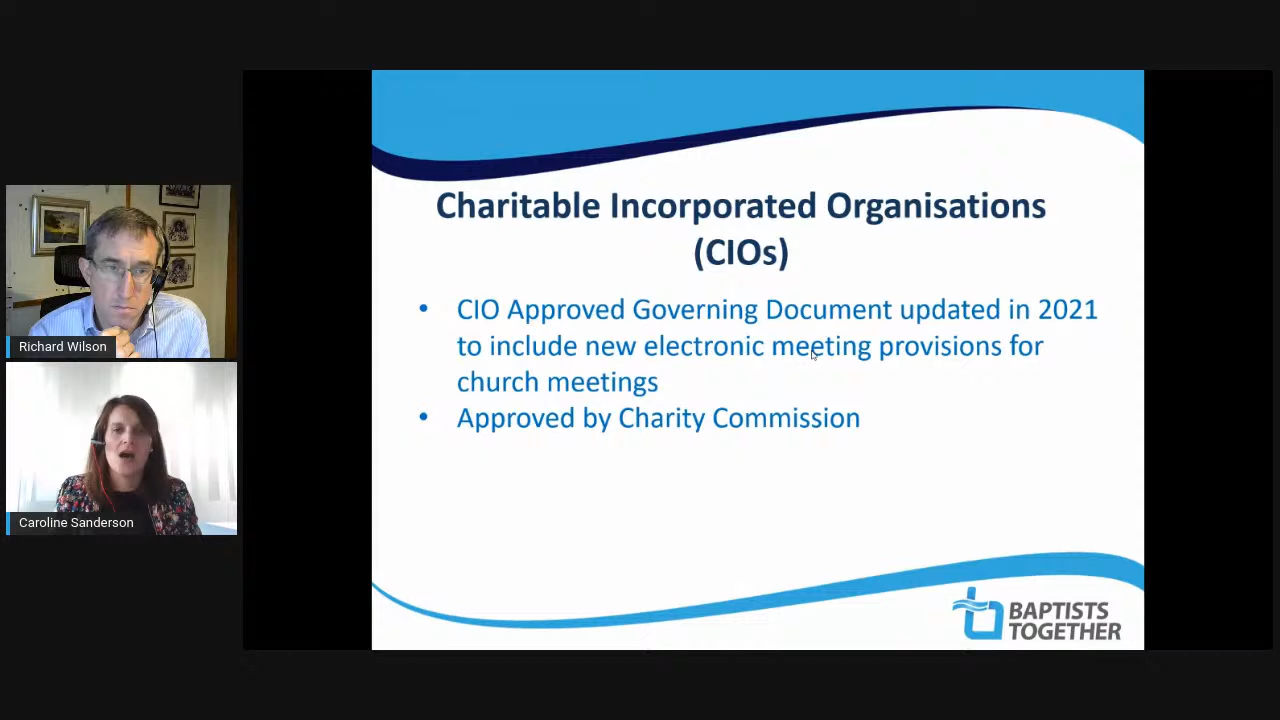 Richard Wilson
Caroline Sanderson
Charitable Incorporated Organisations
(CIOs)
• CIO Approved Governing Document updated in 2021
to include new electronic meeting provisions for
church meetings
• Approved by Charity Commission
BAPTISTS
TOGETHER